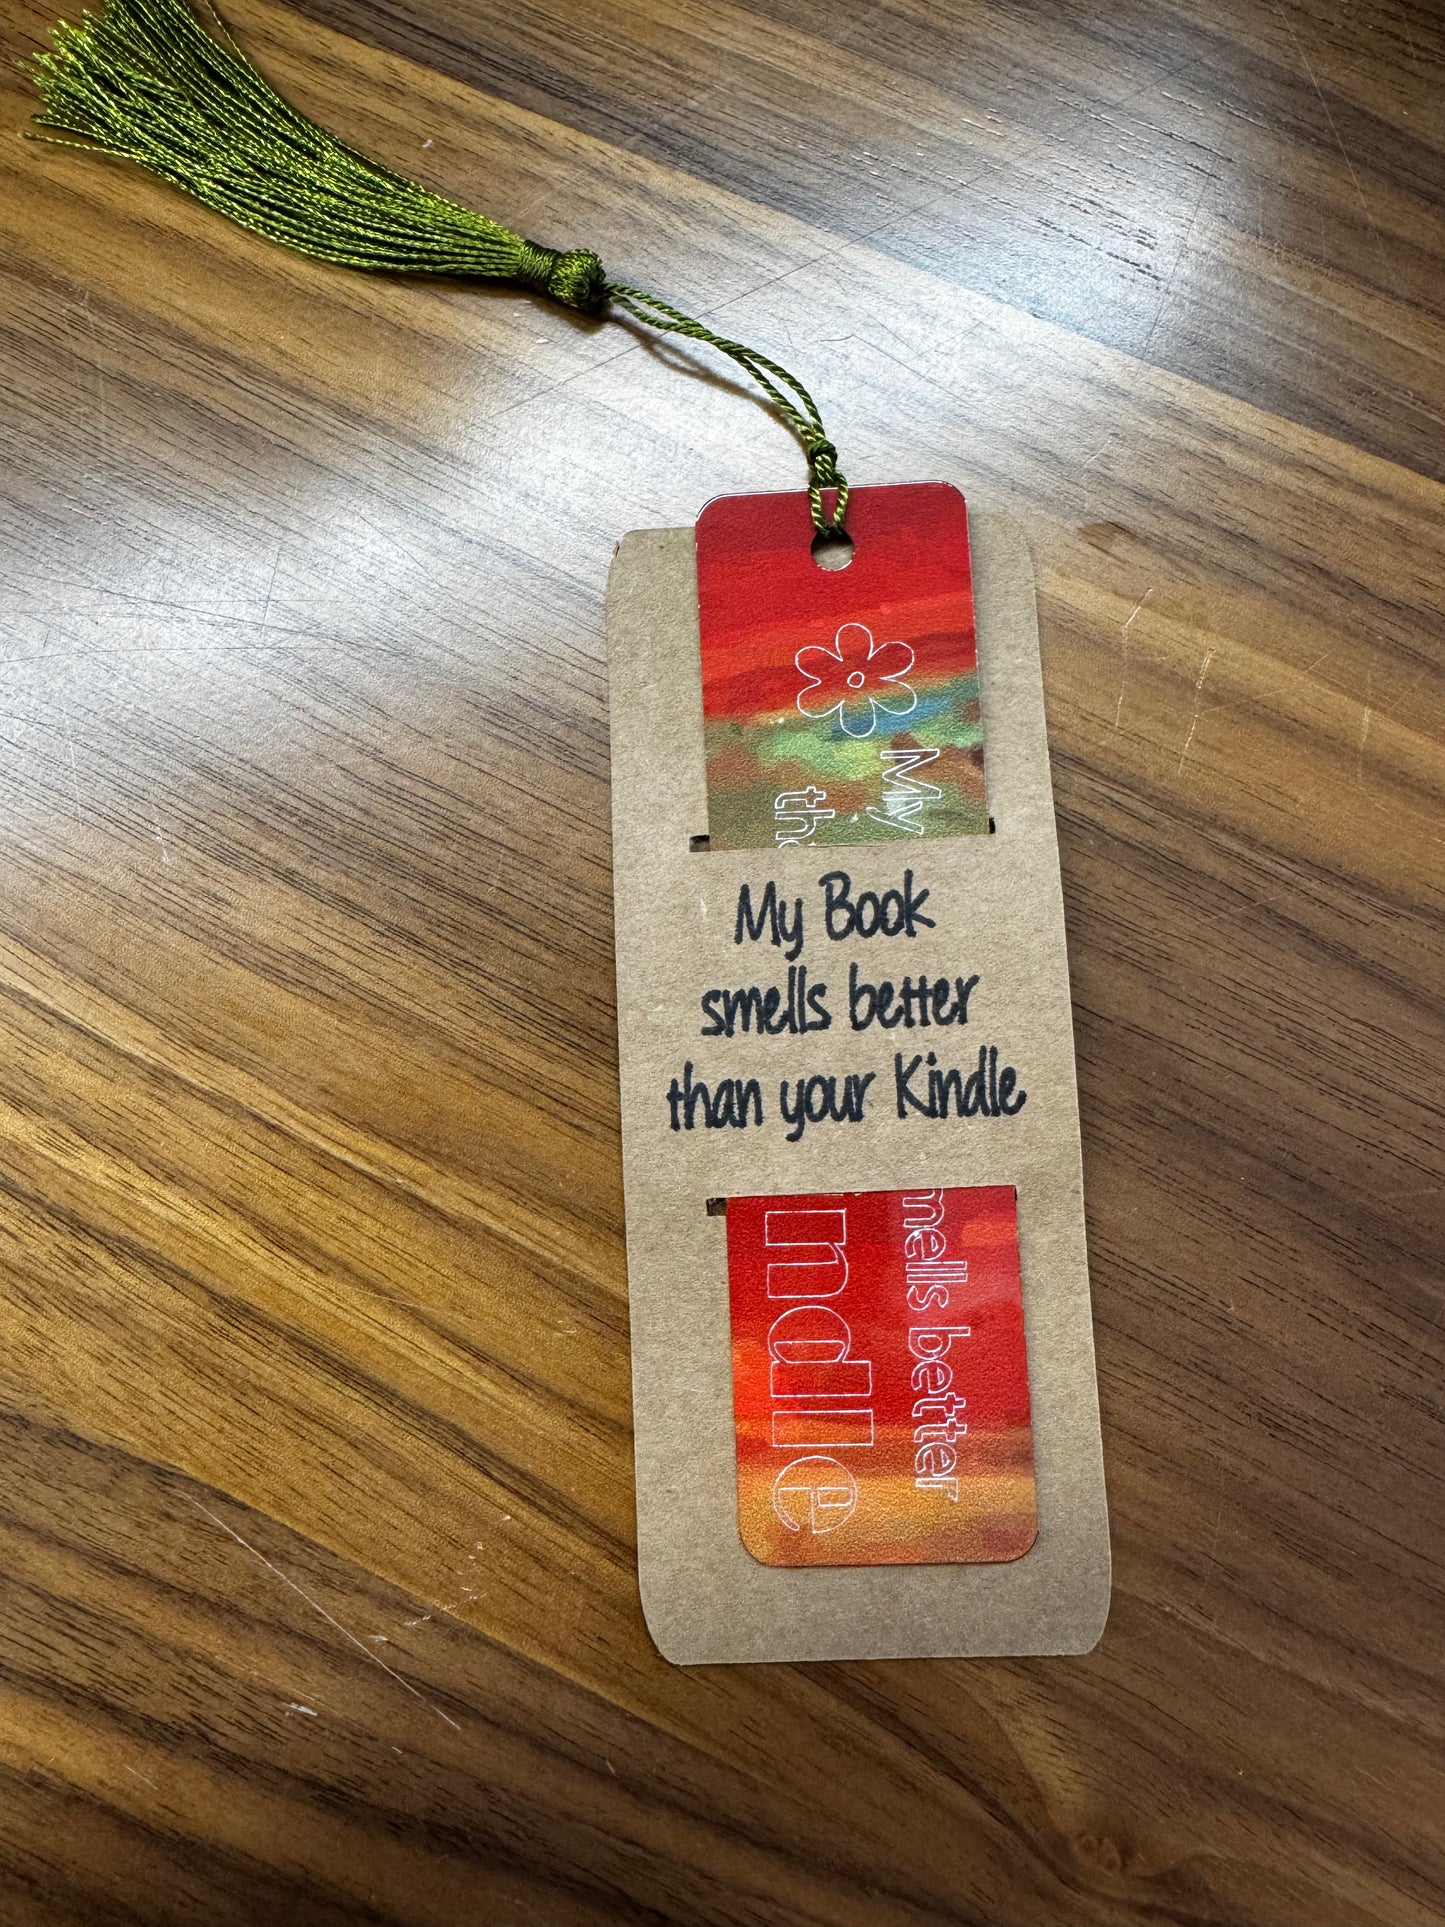 My
th
My Book
smells better
than your Kindle
mells better
ndle